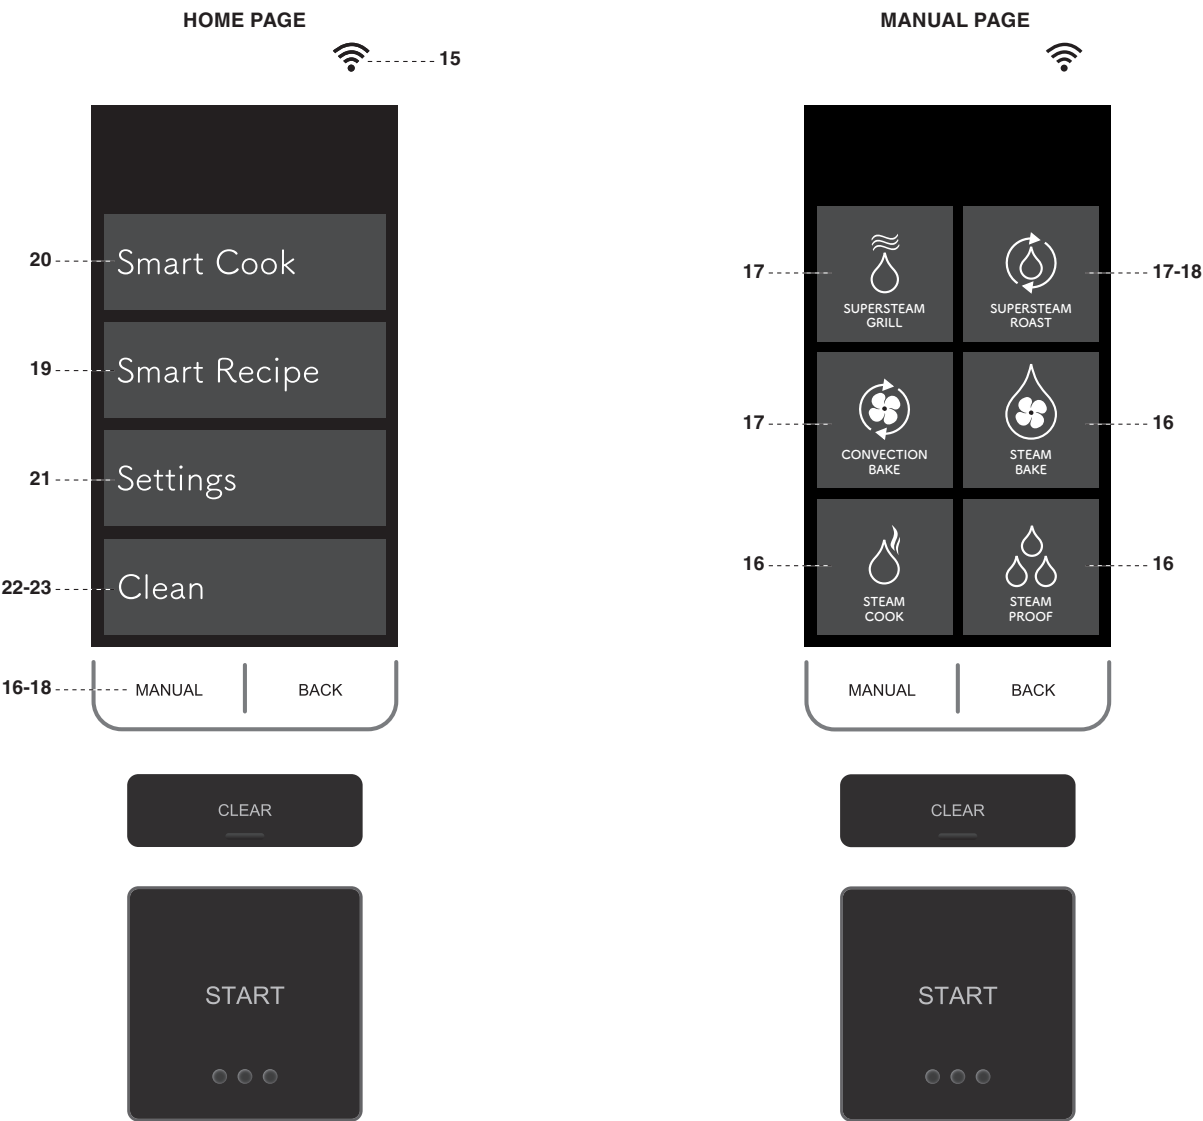 HOME PAGE
15
20
Smart Cook
19
Smart Recipe
21
Settings
22-23
Clean
16-18
MANUAL
BACK
CLEAR
START
MANUAL PAGE
17
SUPERSTEAM
GRILL
SUPERSTEAM
ROAST
17-18
17
CONVECTION
BAKE
STEAM
BAKE
16
16
STEAM
COOK
STEAM
PROOF
16
MANUAL
BACK
CLEAR
START